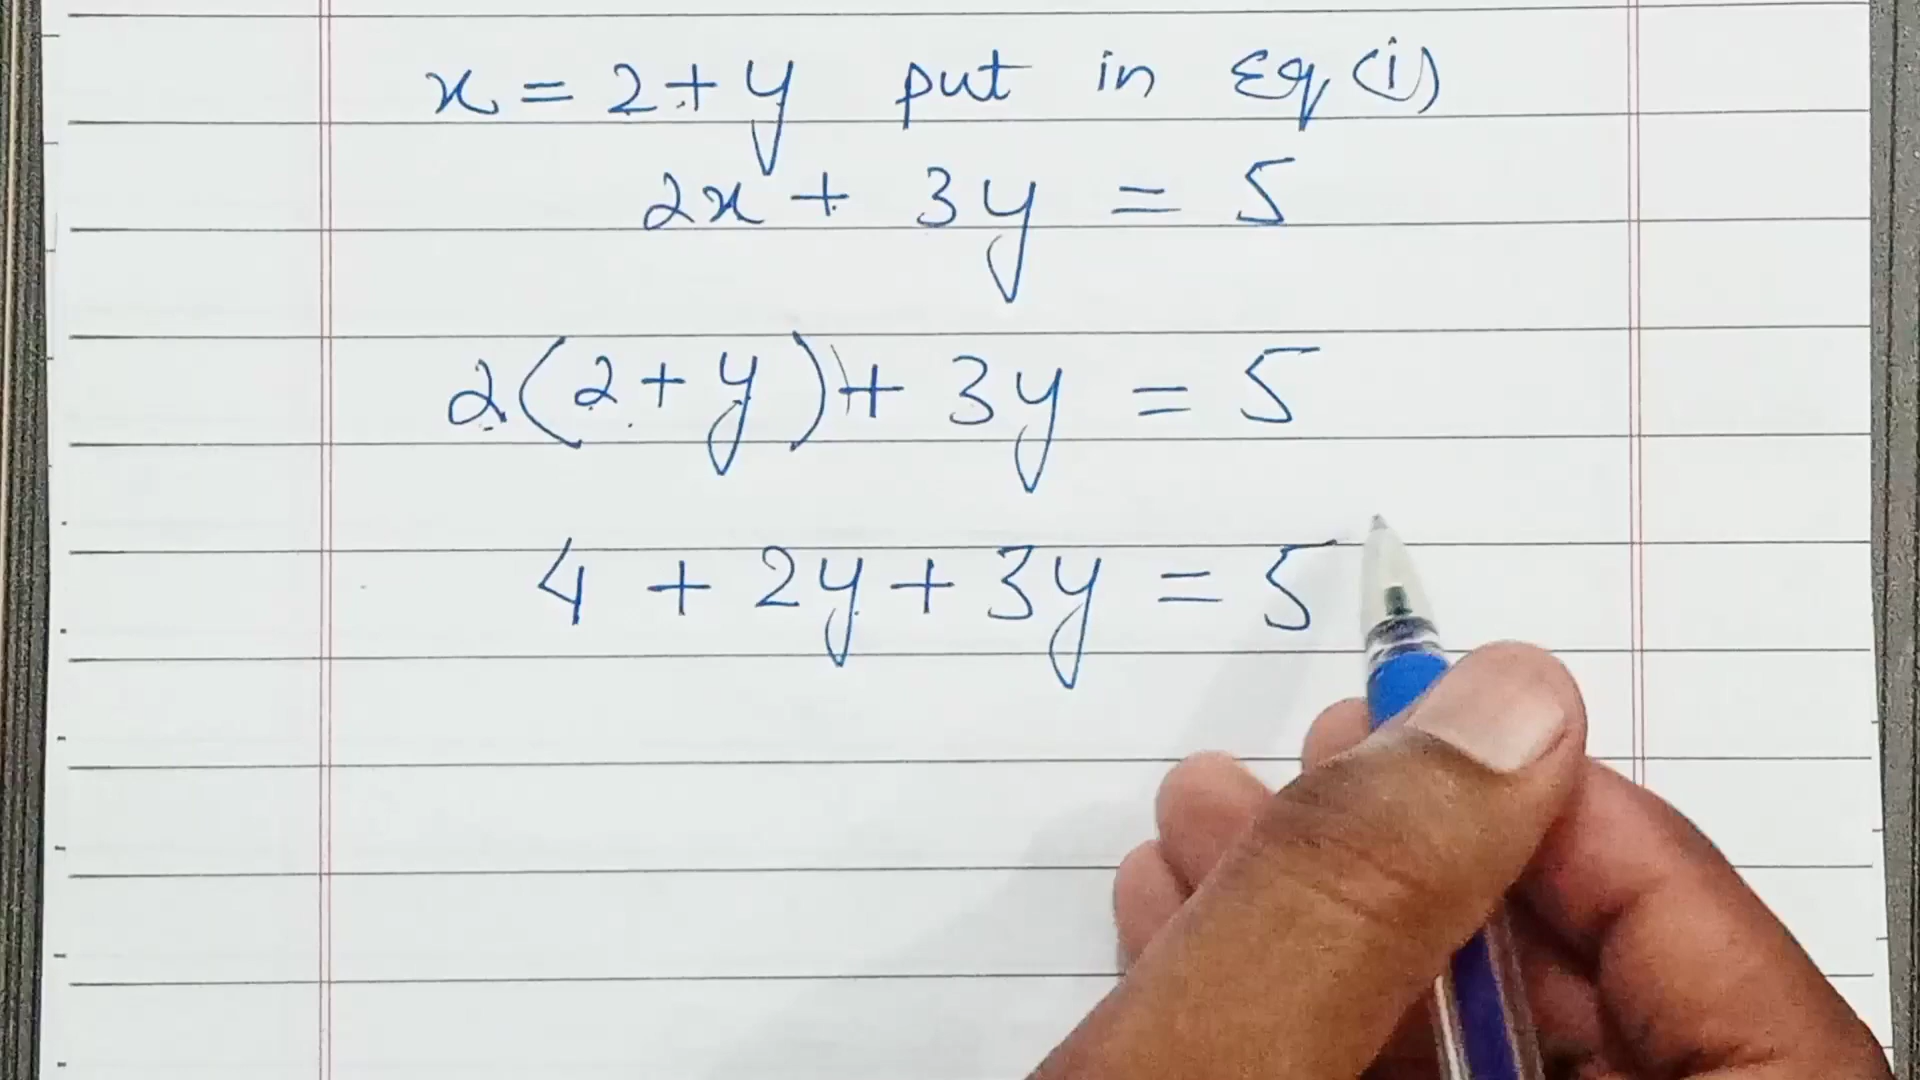 x = 2 + y put in Eq (i)
2x + 3y = 5
2(2 + y) + 3y = 5
4 + 2y + 3y = 5